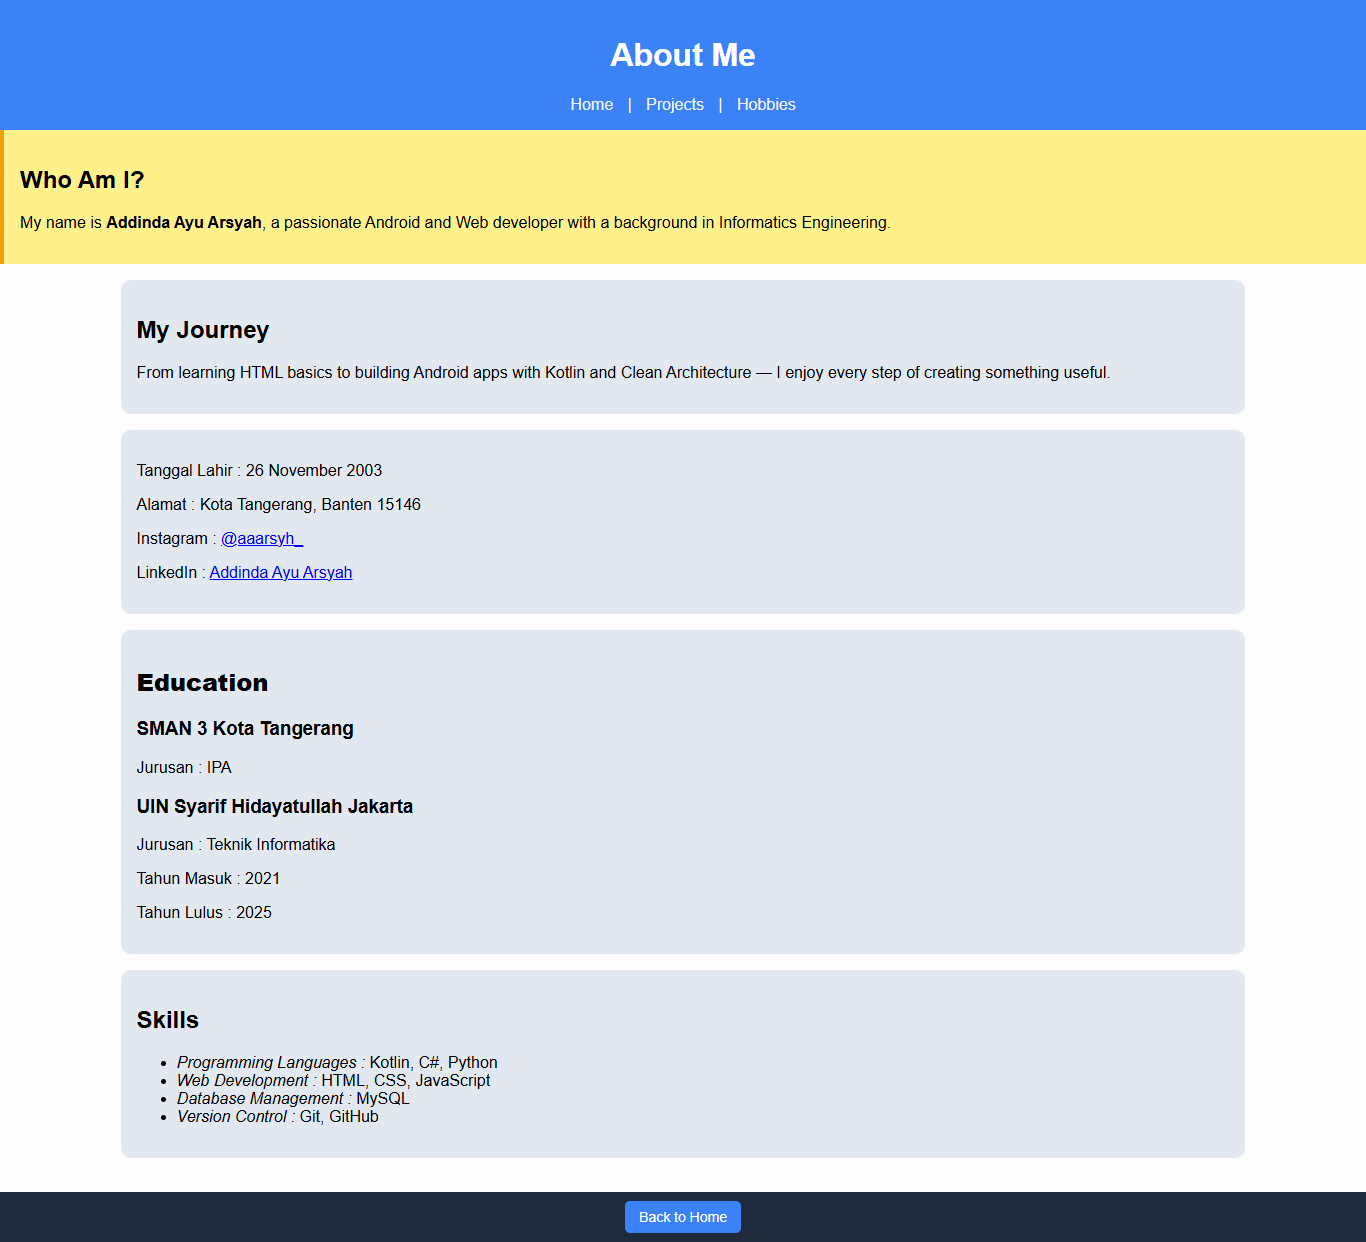 About Me
Home | Projects | Hobbies
Who Am I?
My name is Addinda Ayu Arsyah, a passionate Android and Web developer with a background in Informatics Engineering.
My Journey
From learning HTML basics to building Android apps with Kotlin and Clean Architecture — I enjoy every step of creating something useful.
Tanggal Lahir : 26 November 2003
Alamat : Kota Tangerang, Banten 15146
Instagram : @aaarsyh_
LinkedIn : Addinda Ayu Arsyah
Education
SMAN 3 Kota Tangerang
Jurusan : IPA
UIN Syarif Hidayatullah Jakarta
Jurusan : Teknik Informatika
Tahun Masuk : 2021
Tahun Lulus : 2025
Skills
• Programming Languages : Kotlin, C#, Python
• Web Development : HTML, CSS, JavaScript
• Database Management : MySQL
• Version Control : Git, GitHub
Back to Home